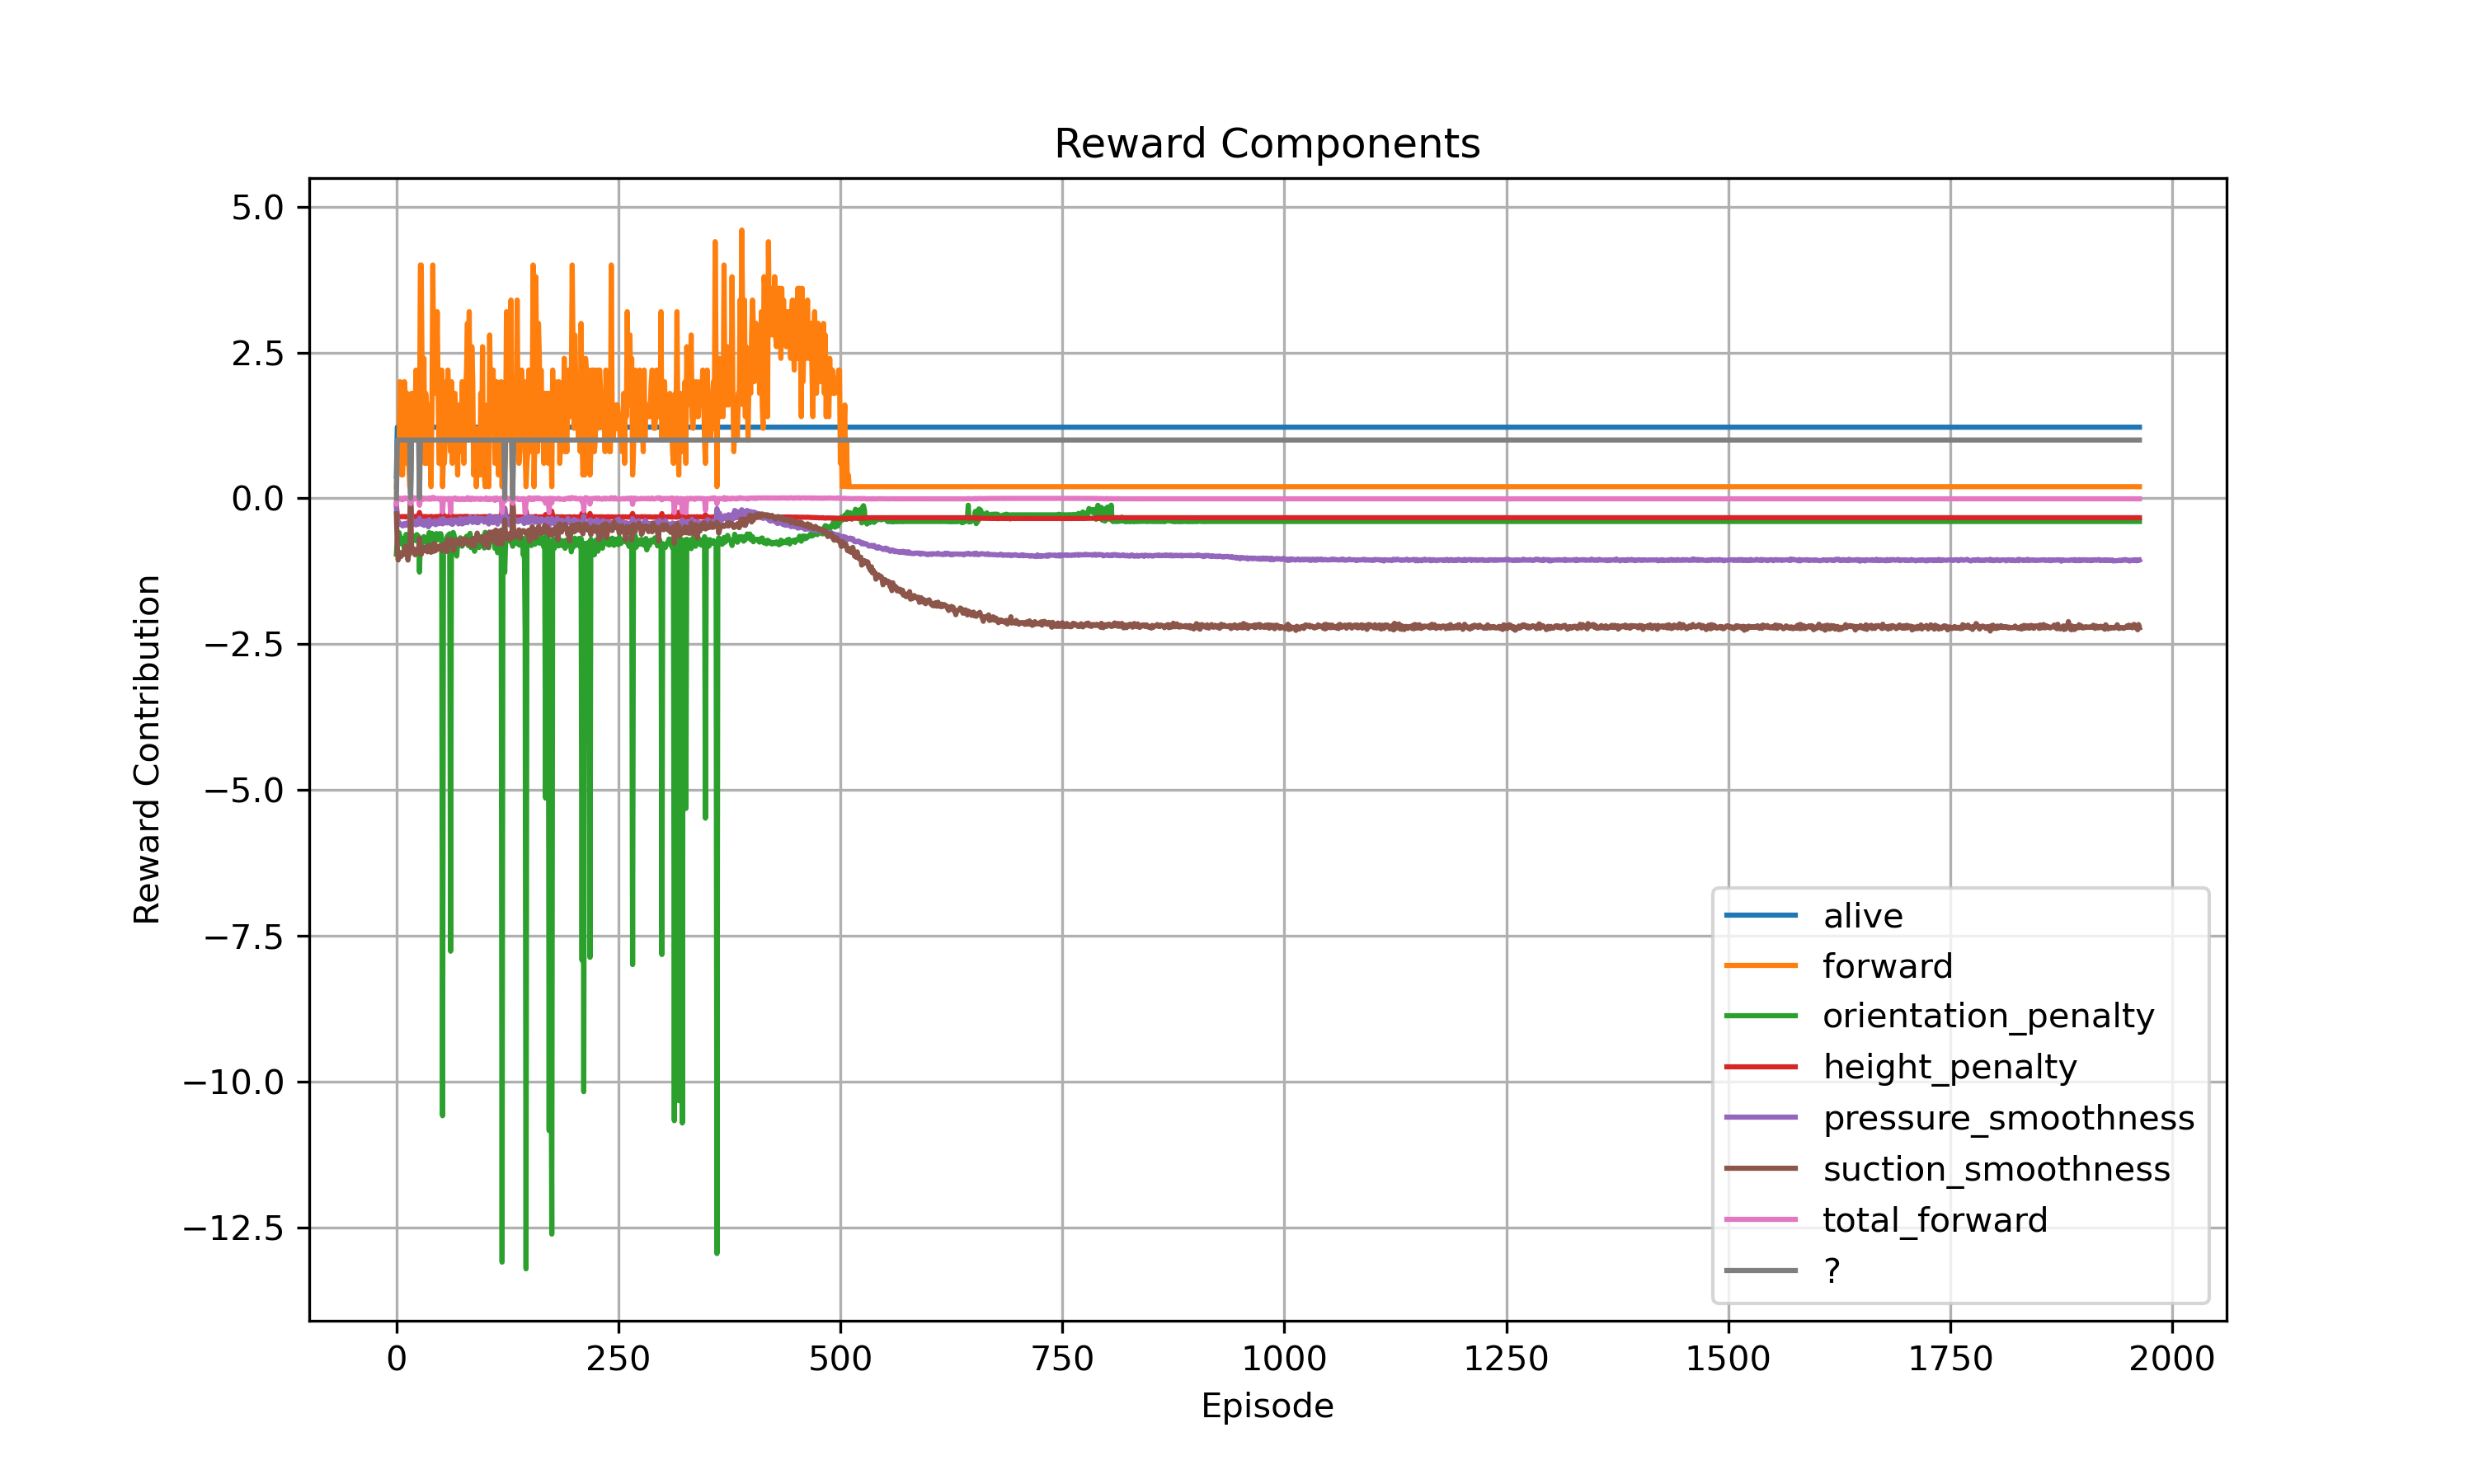 Reward Components
5.0
2.5
0.0
−2.5
−5.0
−7.5
−10.0
−12.5
Reward Contribution
0 250 500 750 1000 1250 1500 1750 2000
Episode
alive
forward
orientation_penalty
height_penalty
pressure_smoothness
suction_smoothness
total_forward
?